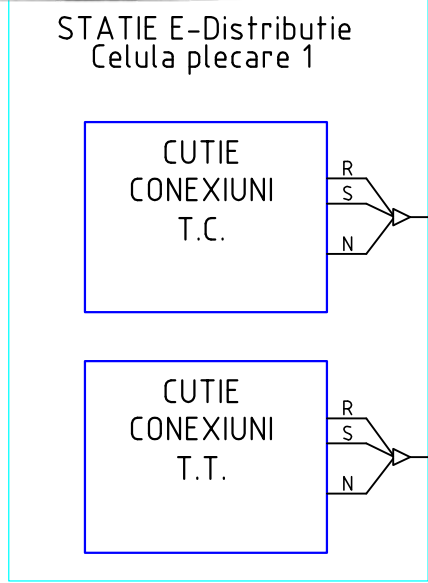 STATIE E-Distributie
Celula plecare 1
CUTIE
CONEXIUNI
T.C.
R
S
N
CUTIE
CONEXIUNI
T.T.
R
S
N